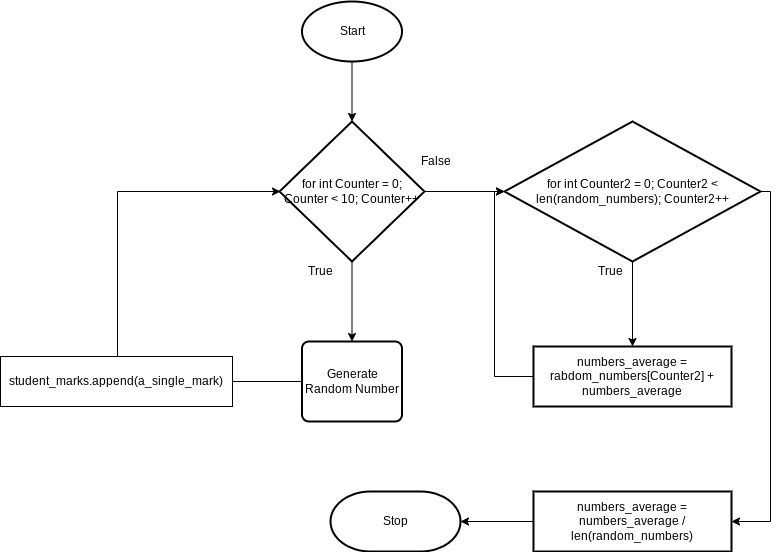 Start
False
for int Counter = 0;
Counter < 10; Counter++
for int Counter2 = 0; Counter2 <
len(random_numbers); Counter2++
True
True
Generate
Random Number
student_marks.append(a_single_mark)
numbers_average =
rabdom_numbers[Counter2] +
numbers_average
Stop
numbers_average =
numbers_average /
len(random_numbers)